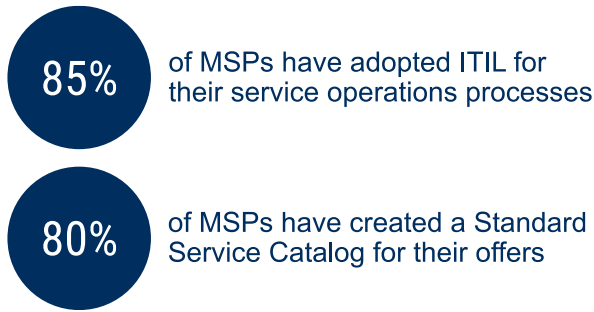 85%
of MSPs have adopted ITIL for
their service operations processes
80%
of MSPs have created a Standard
Service Catalog for their offers